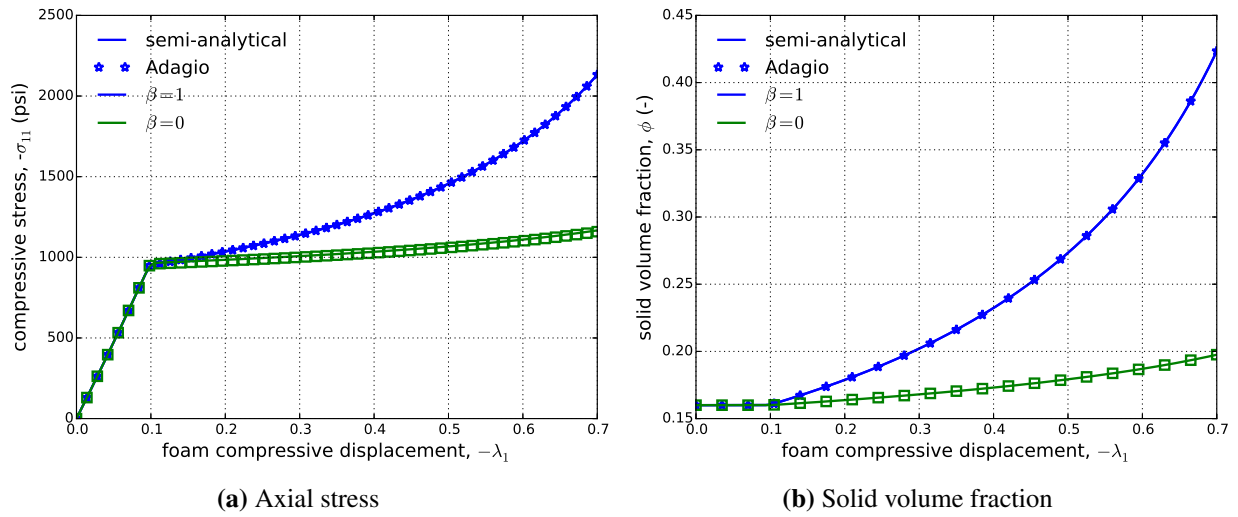 2500
2000
1500
1000
500
0
0.0 0.1 0.2 0.3 0.4 0.5 0.6 0.7
compressive stress, -σ₁₁ (psi)
foam compressive displacement, −λ₁
semi-analytical
Adagio
β=1
β=0
(a) Axial stress
0.45
0.40
0.35
0.30
0.25
0.20
0.15
0.0 0.1 0.2 0.3 0.4 0.5 0.6 0.7
solid volume fraction, ϕ (-)
foam compressive displacement, −λ₁
semi-analytical
Adagio
β=1
β=0
(b) Solid volume fraction